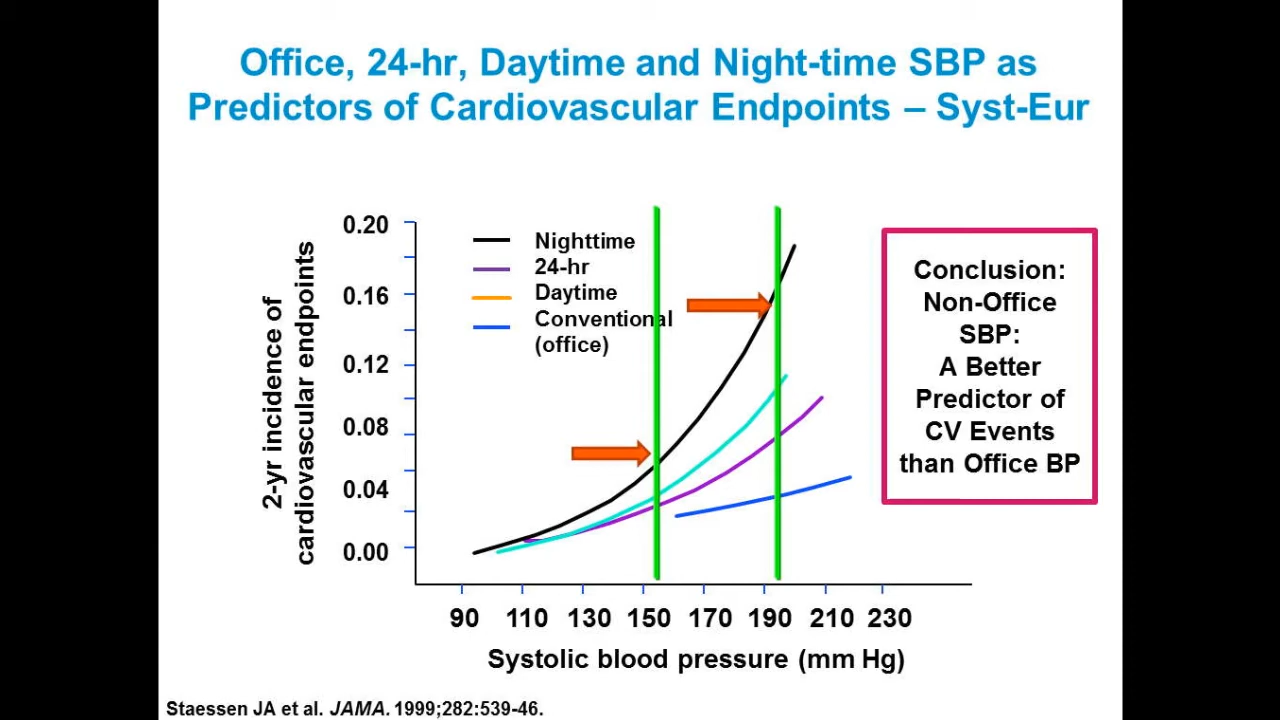 Office, 24-hr, Daytime and Night-time SBP as
Predictors of Cardiovascular Endpoints – Syst-Eur
2-yr incidence of
cardiovascular endpoints
0.20
0.16
0.12
0.08
0.04
0.00
Nighttime
24-hr
Daytime
Conventional
(office)
90 110 130 150 170 190 210 230
Systolic blood pressure (mm Hg)
Conclusion:
Non-Office
SBP:
A Better
Predictor of
CV Events
than Office BP
Staessen JA et al. JAMA. 1999;282:539-46.